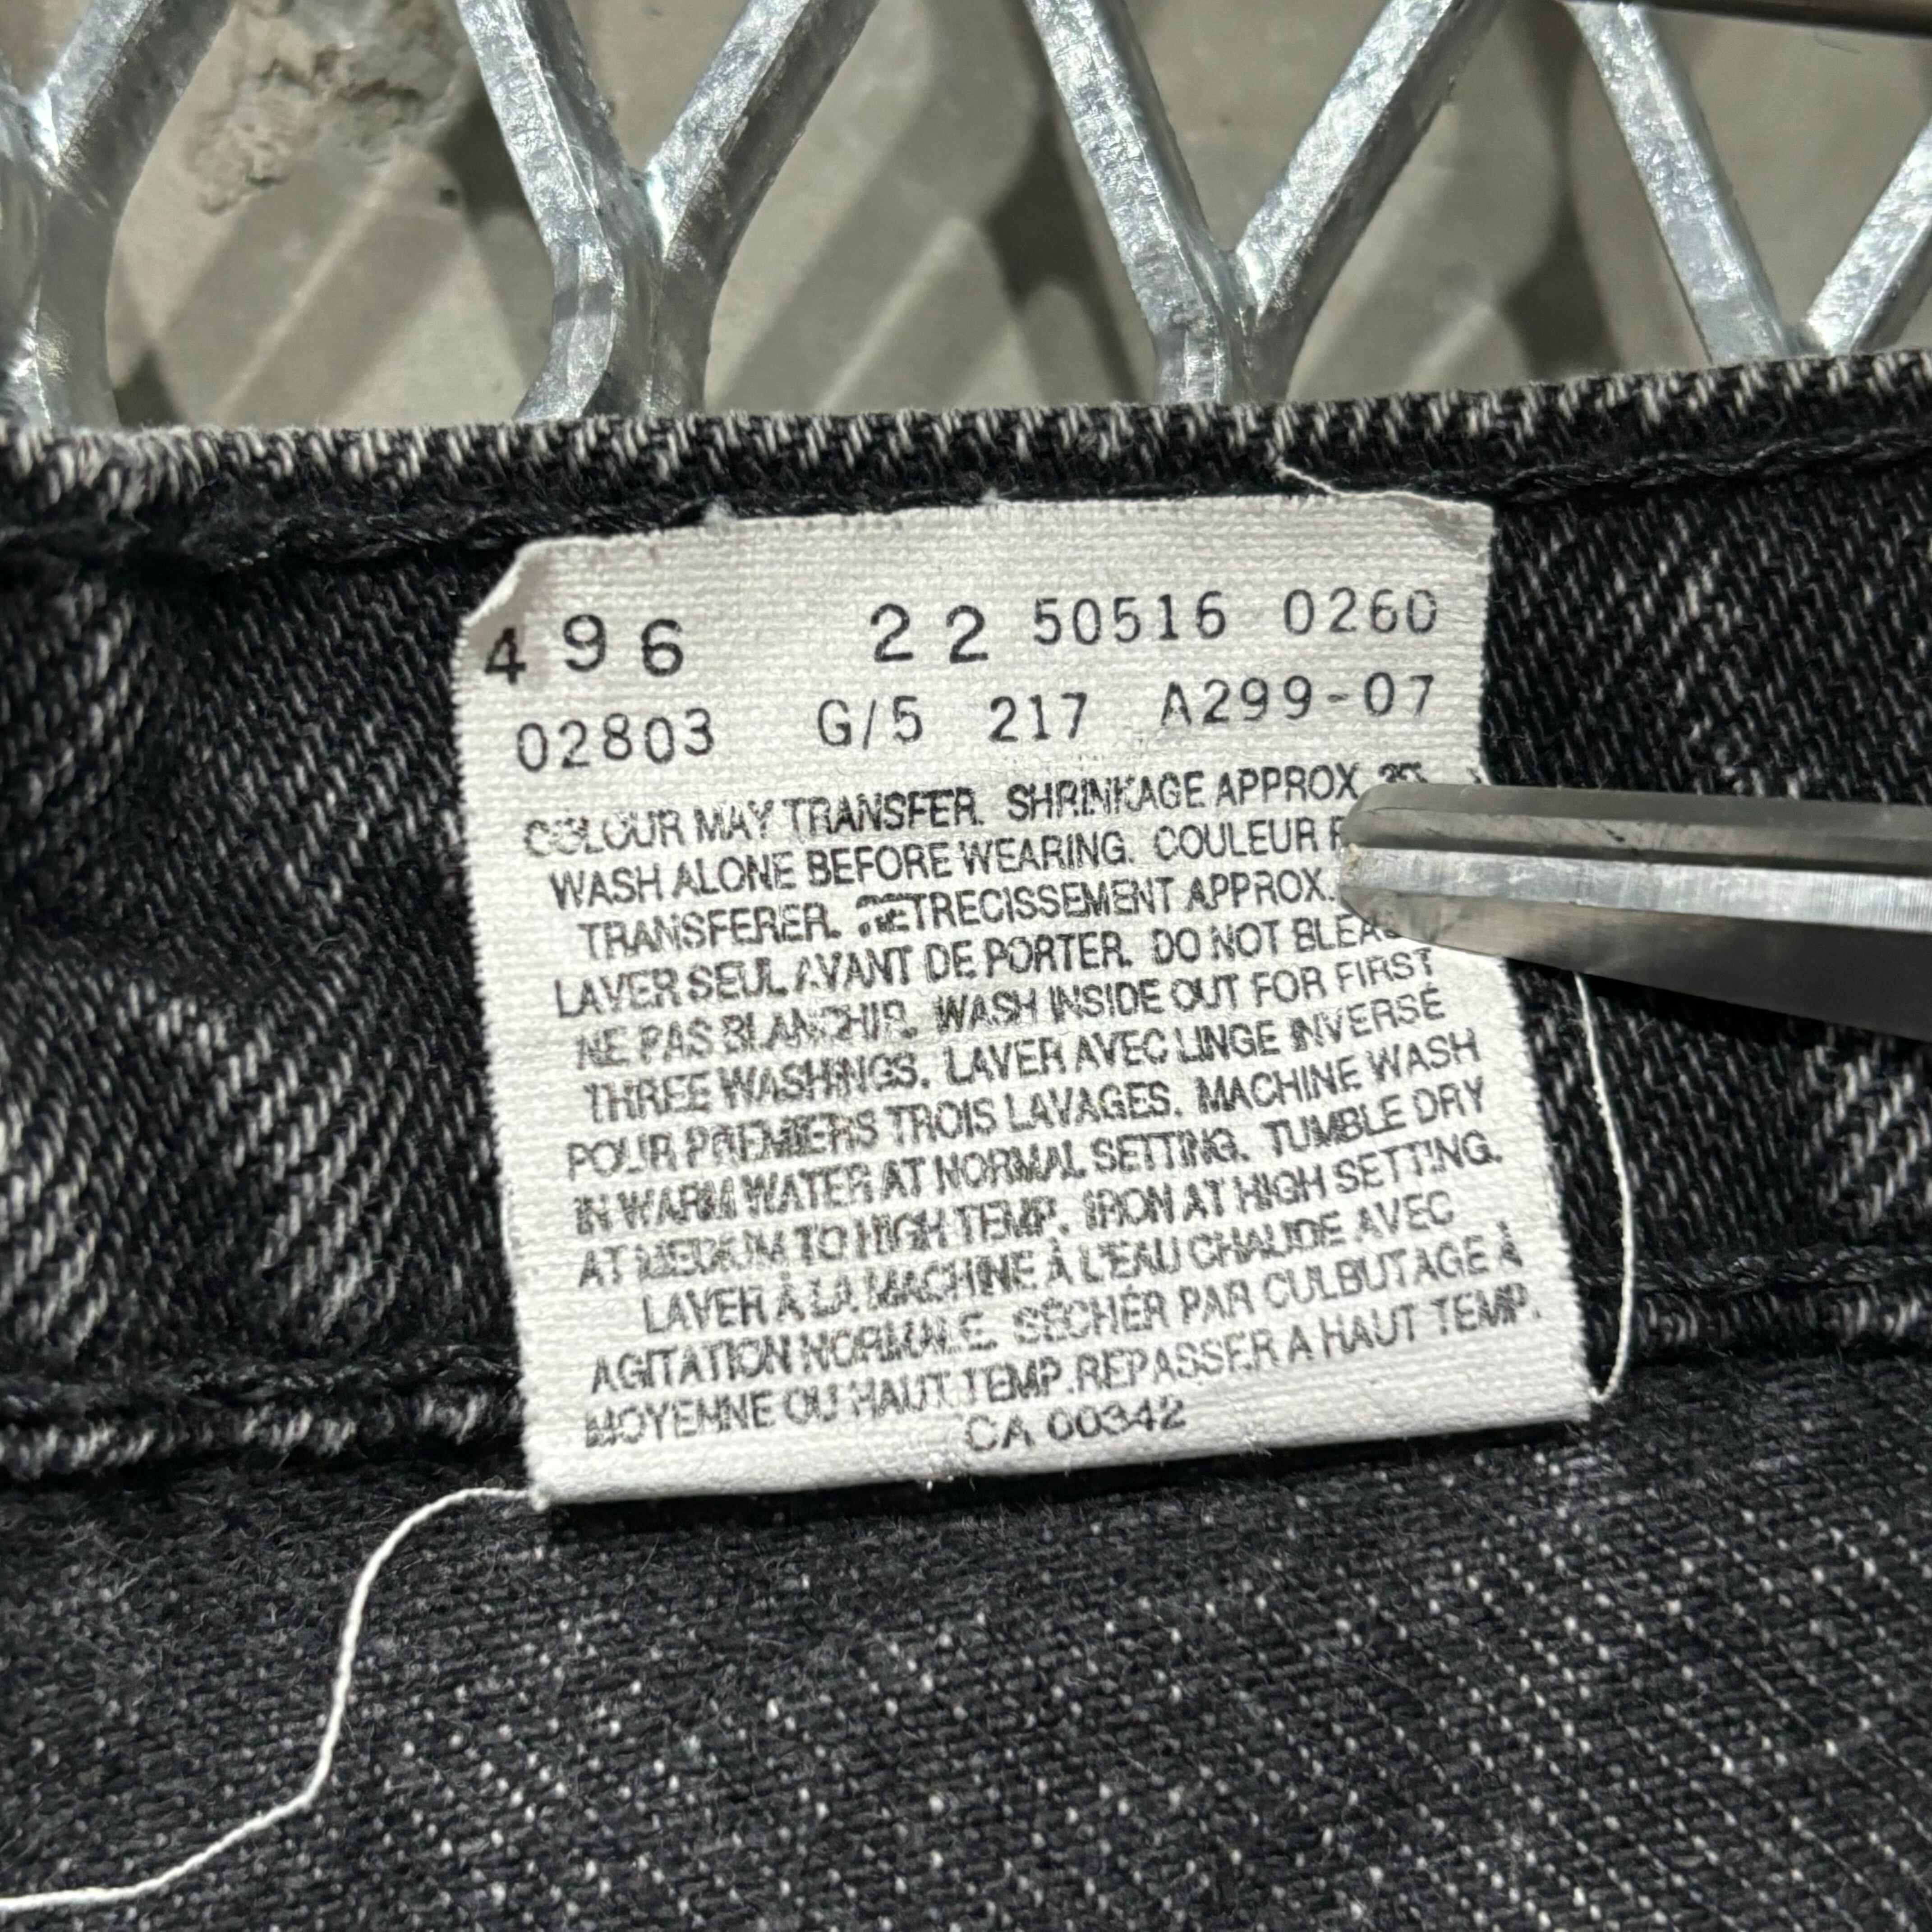 496 22 50516 0260
02803 G/5 217 A299-07
COLOUR MAY TRANSFER. SHRINKAGE APPROX
WASH ALONE BEFORE WEARING. COULEUR
TRANSFERER. RETRECISSEMENT APPROX.
LAVER SEUL AVANT DE PORTER. DO NOT
NE PAS BLANCHIR. WASH INSIDE OUT FOR FIRST
THREE WASHINGS. LAVER AVEC LINGE INVERSÉ
POUR PREMIERS TROIS LAVAGES. MACHINE WASH
IN WARM WATER AT NORMAL SETTING. TUMBLE DRY
AT MEDIUM TO HIGH TEMP. IRON AT HIGH SETTING.
LAVER À LA MACHINE À L'EAU CHAUDE AVEC
AGITATION NORMALE. SÉCHER PAR CULBUTAGE À
MOYENNE OU HAUT TEMP. REPASSER A HAUT TEMP.
CA 00342